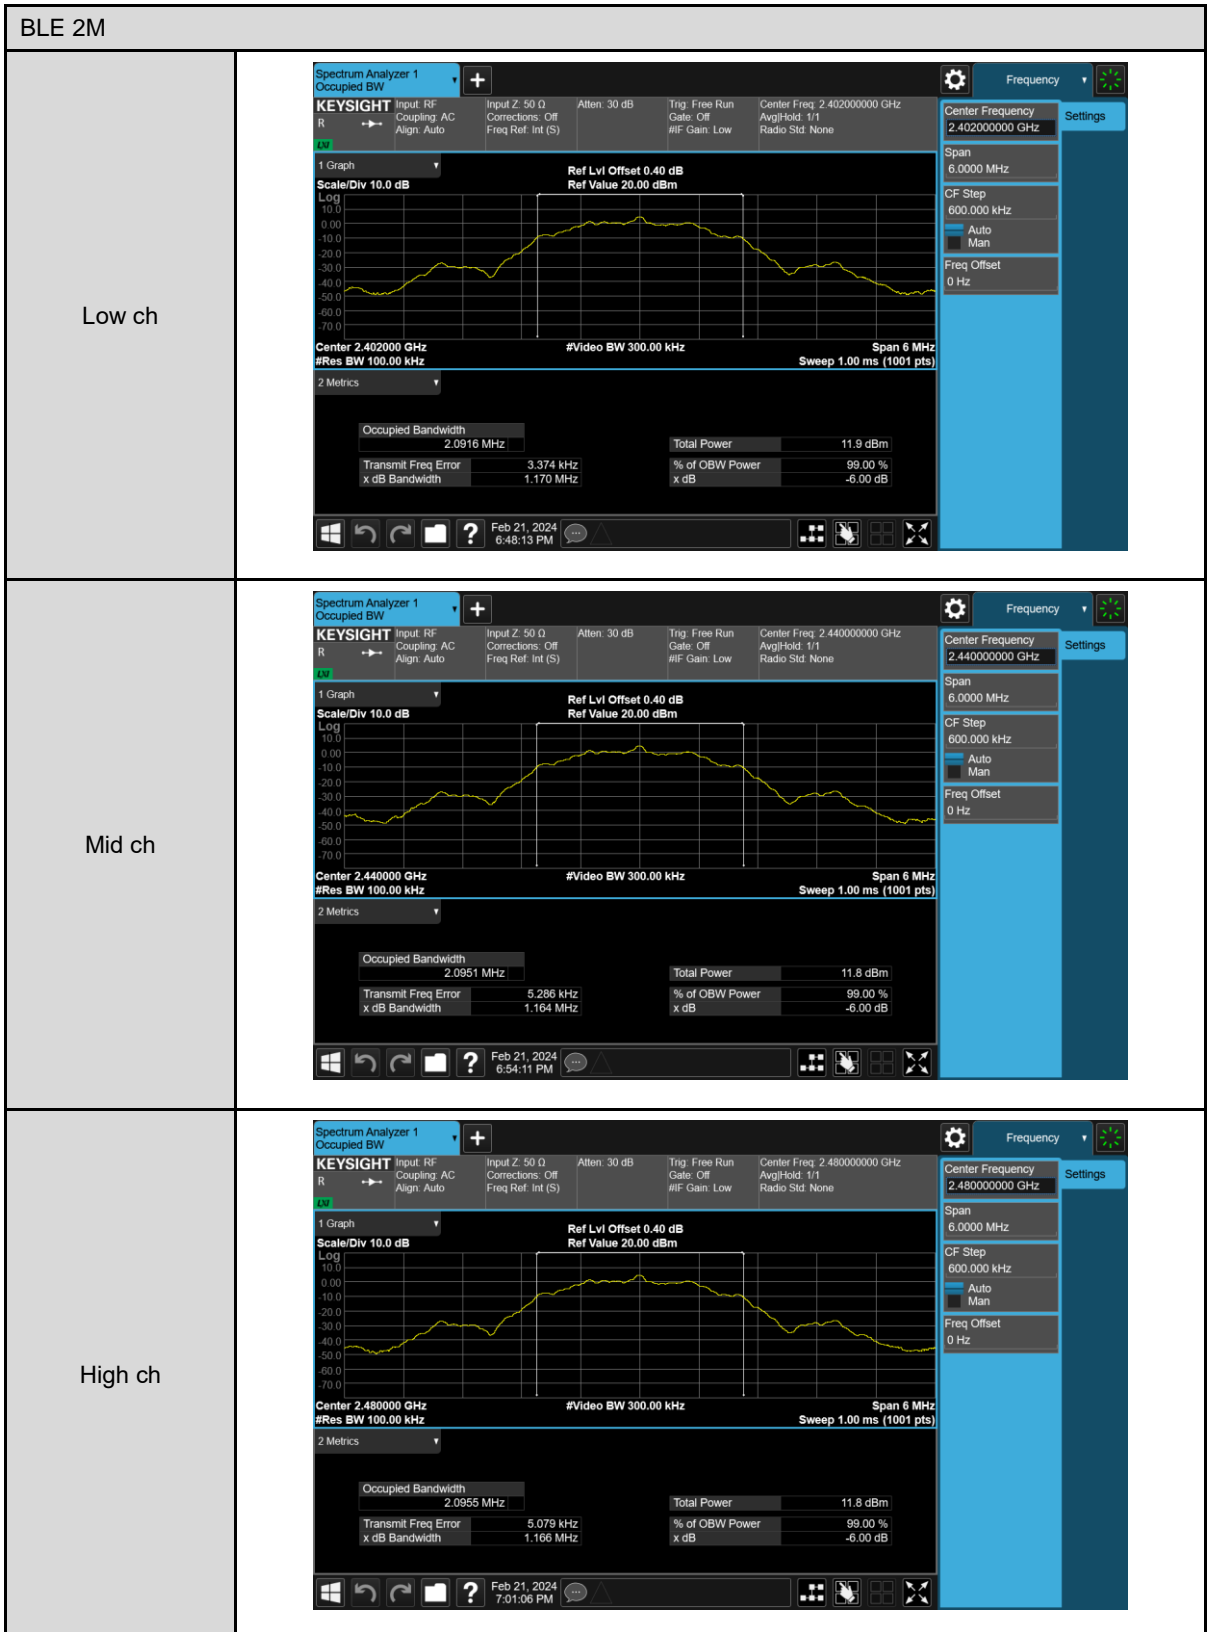 BLE 2M
Low ch
Spectrum Analyzer 1
Occupied BW
Frequency
KEYSIGHT
R
LXI
Input: RF
Coupling: AC
Align: Auto
Input Z: 50 Ω
Corrections: Off
Freq Ref: Int (S)
Atten: 30 dB
Trig: Free Run
Gate: Off
#IF Gain: Low
Center Freq: 2.402000000 GHz
Avg|Hold: 1/1
Radio Std: None
Center Frequency
2.402000000 GHz
Settings
Span
6.0000 MHz
CF Step
600.000 kHz
Auto
Man
Freq Offset
0 Hz
1 Graph
Scale/Div 10.0 dB
Ref Lvl Offset 0.40 dB
Ref Value 20.00 dBm
Log
10.0
0.00
-10.0
-20.0
-30.0
-40.0
-50.0
-60.0
-70.0
Center 2.402000 GHz
#Video BW 300.00 kHz
Span 6 MHz
#Res BW 100.00 kHz
Sweep 1.00 ms (1001 pts)
2 Metrics
Occupied Bandwidth
2.0916 MHz
Total Power 11.9 dBm
Transmit Freq Error 3.374 kHz
% of OBW Power 99.00 %
x dB Bandwidth 1.170 MHz
x dB -6.00 dB
Feb 21, 2024
6:48:13 PM
Mid ch
Spectrum Analyzer 1
Occupied BW
Frequency
KEYSIGHT
R
LXI
Input: RF
Coupling: AC
Align: Auto
Input Z: 50 Ω
Corrections: Off
Freq Ref: Int (S)
Atten: 30 dB
Trig: Free Run
Gate: Off
#IF Gain: Low
Center Freq: 2.440000000 GHz
Avg|Hold: 1/1
Radio Std: None
Center Frequency
2.440000000 GHz
Settings
Span
6.0000 MHz
CF Step
600.000 kHz
Auto
Man
Freq Offset
0 Hz
1 Graph
Scale/Div 10.0 dB
Ref Lvl Offset 0.40 dB
Ref Value 20.00 dBm
Log
10.0
0.00
-10.0
-20.0
-30.0
-40.0
-50.0
-60.0
-70.0
Center 2.440000 GHz
#Video BW 300.00 kHz
Span 6 MHz
#Res BW 100.00 kHz
Sweep 1.00 ms (1001 pts)
2 Metrics
Occupied Bandwidth
2.0951 MHz
Total Power 11.8 dBm
Transmit Freq Error 5.286 kHz
% of OBW Power 99.00 %
x dB Bandwidth 1.164 MHz
x dB -6.00 dB
Feb 21, 2024
6:54:11 PM
High ch
Spectrum Analyzer 1
Occupied BW
Frequency
KEYSIGHT
R
LXI
Input: RF
Coupling: AC
Align: Auto
Input Z: 50 Ω
Corrections: Off
Freq Ref: Int (S)
Atten: 30 dB
Trig: Free Run
Gate: Off
#IF Gain: Low
Center Freq: 2.480000000 GHz
Avg|Hold: 1/1
Radio Std: None
Center Frequency
2.480000000 GHz
Settings
Span
6.0000 MHz
CF Step
600.000 kHz
Auto
Man
Freq Offset
0 Hz
1 Graph
Scale/Div 10.0 dB
Ref Lvl Offset 0.40 dB
Ref Value 20.00 dBm
Log
10.0
0.00
-10.0
-20.0
-30.0
-40.0
-50.0
-60.0
-70.0
Center 2.480000 GHz
#Video BW 300.00 kHz
Span 6 MHz
#Res BW 100.00 kHz
Sweep 1.00 ms (1001 pts)
2 Metrics
Occupied Bandwidth
2.0955 MHz
Total Power 11.8 dBm
Transmit Freq Error 5.079 kHz
% of OBW Power 99.00 %
x dB Bandwidth 1.166 MHz
x dB -6.00 dB
Feb 21, 2024
7:01:06 PM